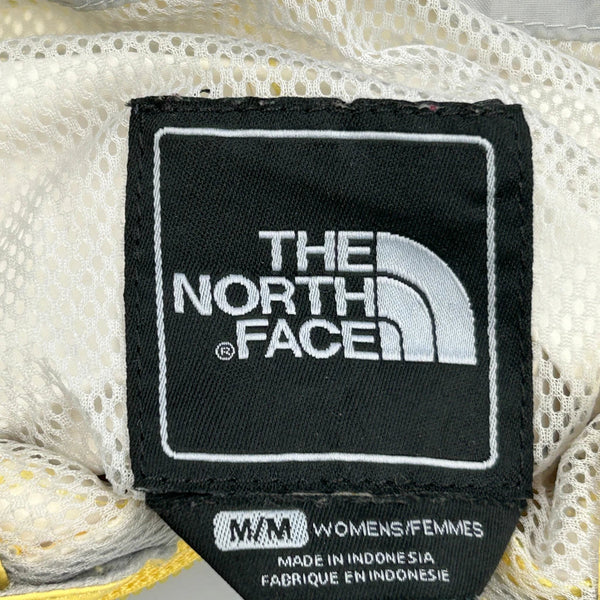 THE
NORTH
FACE
®
M/M WOMENS/FEMMES
MADE IN INDONESIA
FABRIQUE EN INDONESIE